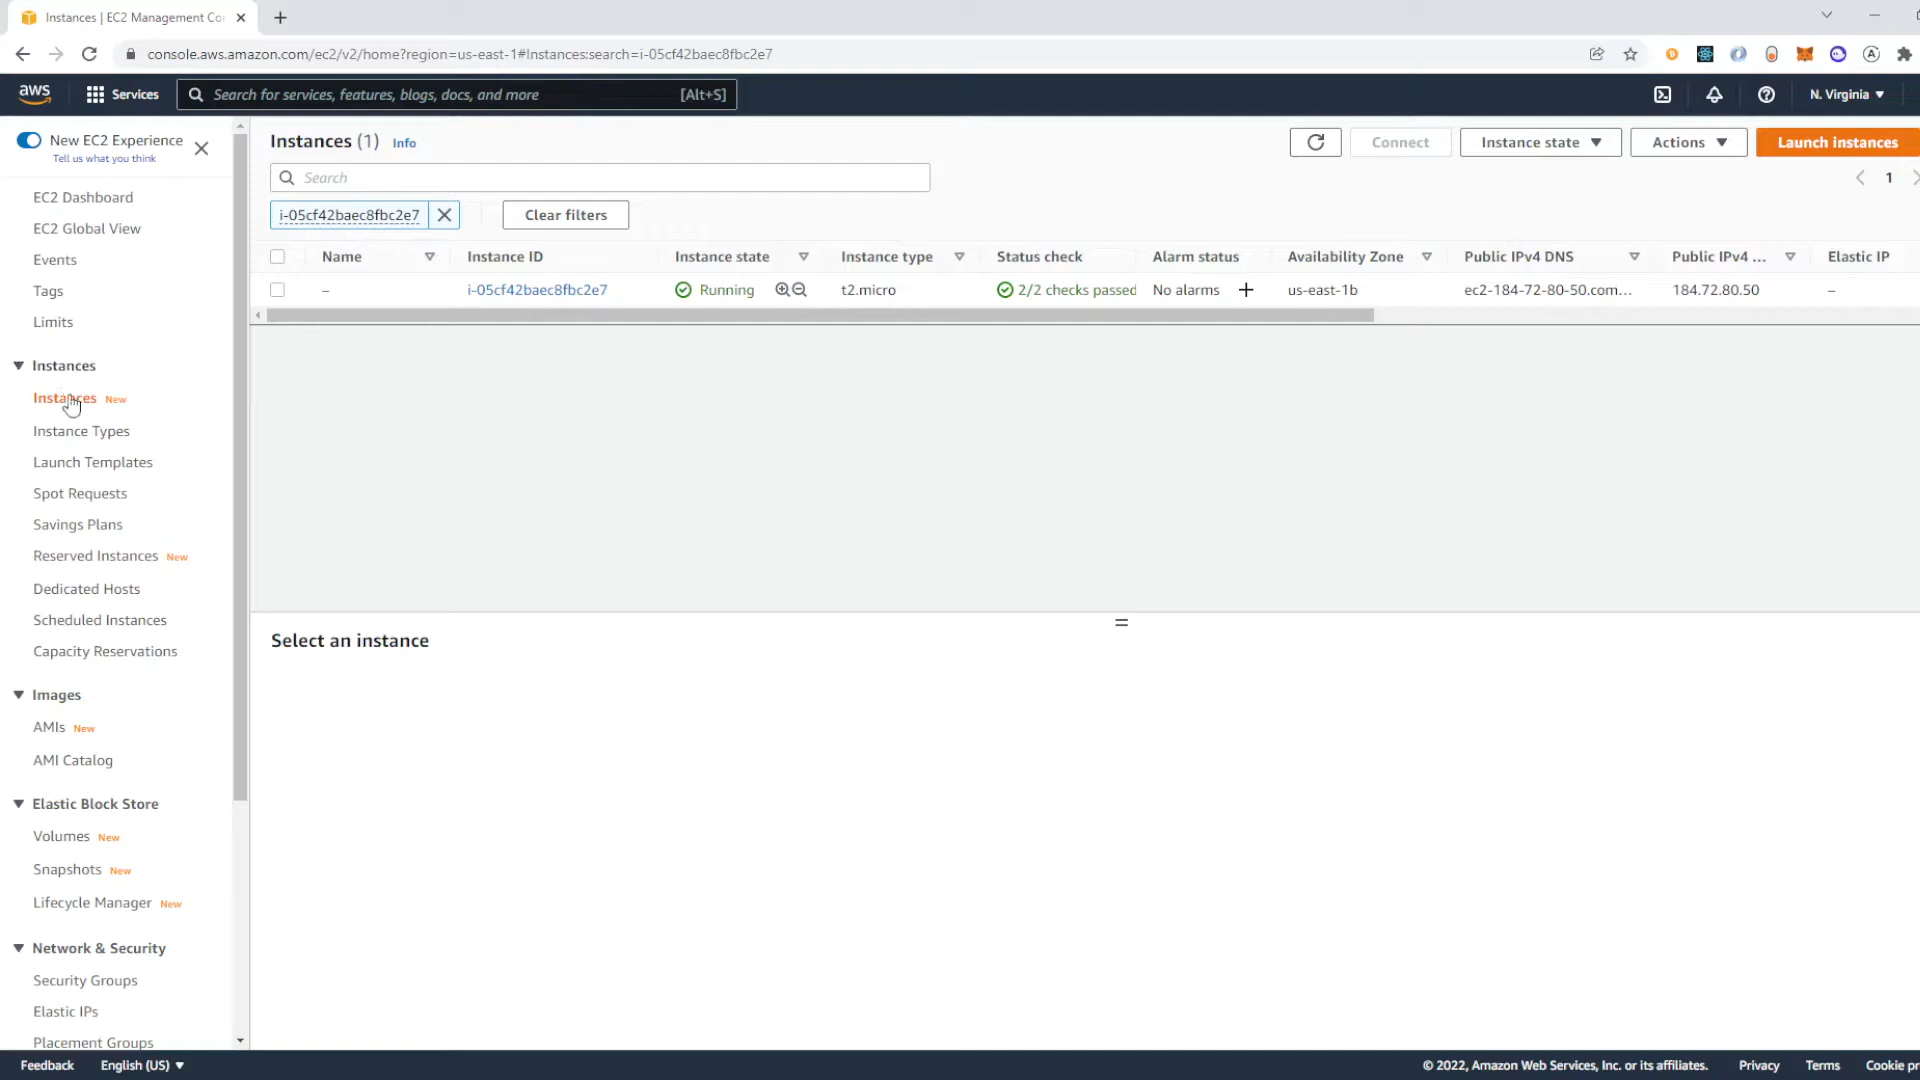 Instances | EC2 Management Co
console.aws.amazon.com/ec2/v2/home?region=us-east-1#Instances:search=i-05cf42baec8fbc2e7
aws Services Search for services, features, blogs, docs, and more [Alt+S] N. Virginia
New EC2 Experience
Tell us what you think
EC2 Dashboard
EC2 Global View
Events
Tags
Limits
Instances
Instances New
Instance Types
Launch Templates
Spot Requests
Savings Plans
Reserved Instances New
Dedicated Hosts
Scheduled Instances
Capacity Reservations
Images
AMIs New
AMI Catalog
Elastic Block Store
Volumes New
Snapshots New
Lifecycle Manager New
Network & Security
Security Groups
Elastic IPs
Placement Groups
Instances (1) Info
Connect Instance state Actions Launch instances
Search
1
i-05cf42baec8fbc2e7 Clear filters
Name Instance ID Instance state Instance type Status check Alarm status Availability Zone Public IPv4 DNS Public IPv4 ... Elastic IP
– i-05cf42baec8fbc2e7 Running t2.micro 2/2 checks passed No alarms us-east-1b ec2-184-72-80-50.com... 184.72.80.50 –
Select an instance
Feedback English (US) © 2022, Amazon Web Services, Inc. or its affiliates. Privacy Terms Cookie pr